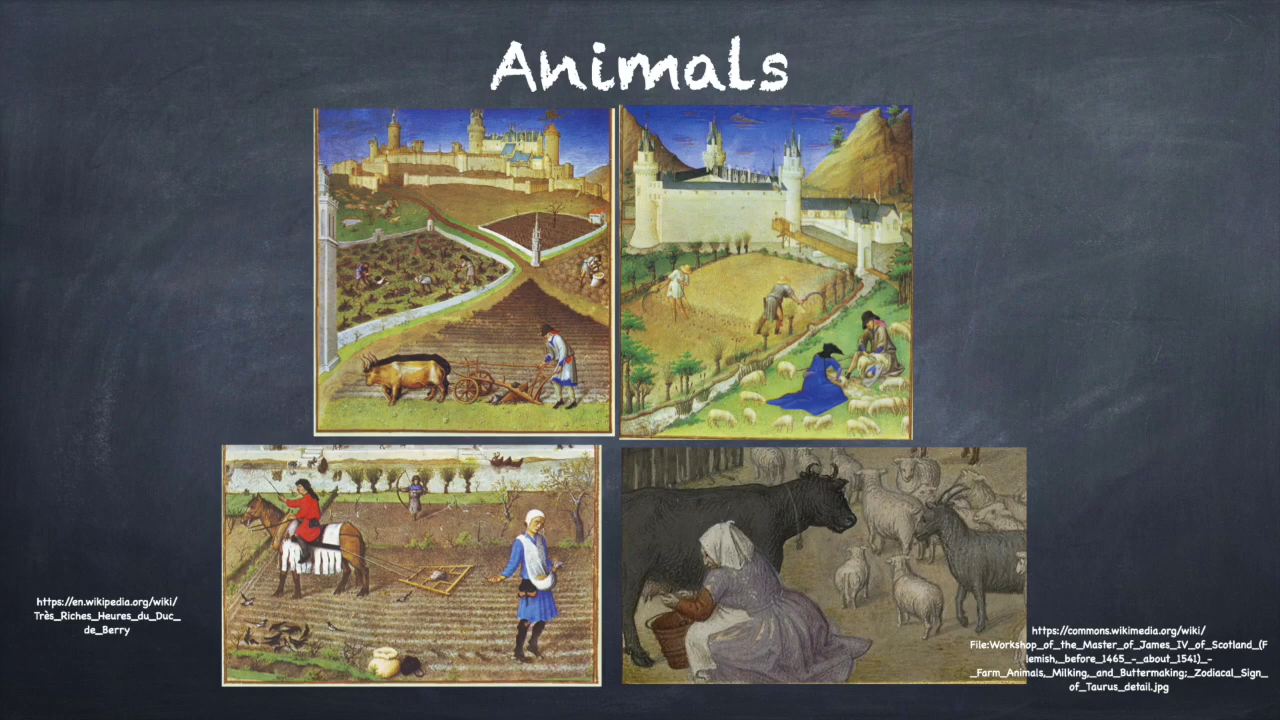 Animals
https://en.wikipedia.org/wiki/
Très_Riches_Heures_du_Duc_
de_Berry
https://commons.wikimedia.org/wiki/
File:Workshop_of_the_Master_of_James_IV_of_Scotland_(F
lemish,_before_1465_-_about_1541)_-
_Farm_Animals,_Milking,_and_Buttermaking;_Zodiacal_Sign_
of_Taurus_detail.jpg